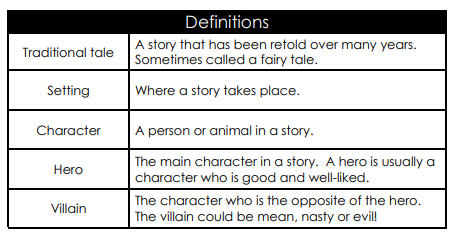 Definitions
Traditional tale
A story that has been retold over many years.
Sometimes called a fairy tale.
Setting
Where a story takes place.
Character
A person or animal in a story.
Hero
The main character in a story.  A hero is usually a
character who is good and well-liked.
Villain
The character who is the opposite of the hero.
The villain could be mean, nasty or evil!